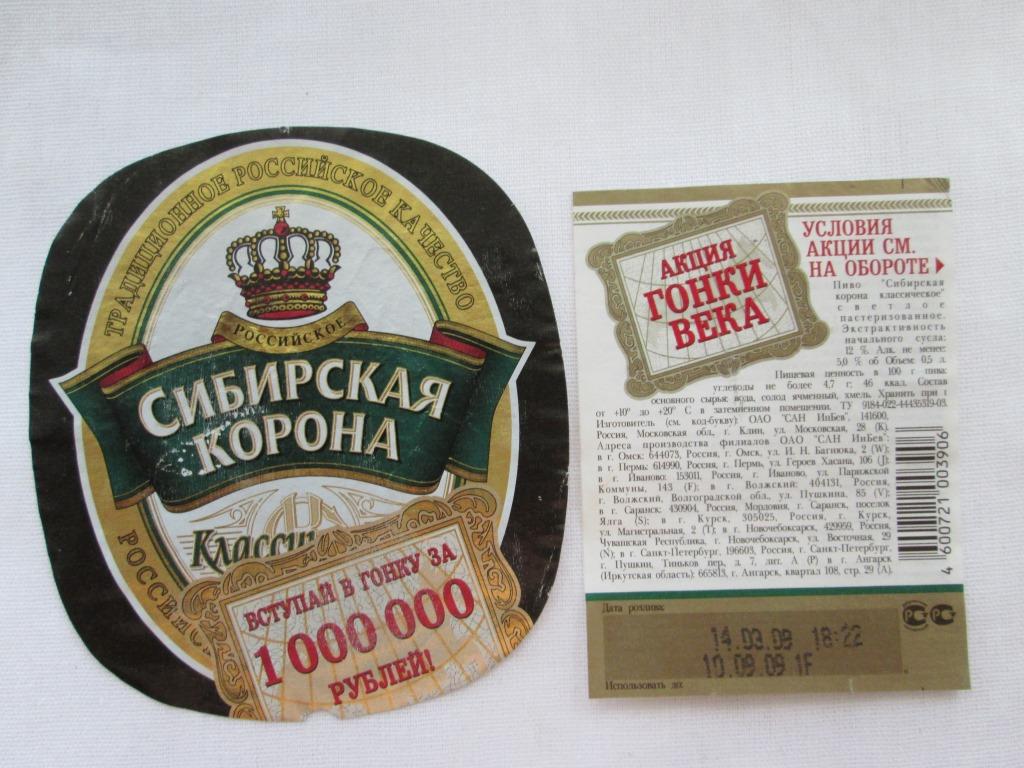 ТРАДИЦИОННОЕ РОССИЙСКОЕ КАЧЕСТВО
РОССИЙСКОЕ
СИБИРСКАЯ
КОРОНА
Класси
РОССИ
ВСТУПАЙ В ГОНКУ ЗА
1 000 000
РУБЛЕЙ!
АКЦИЯ
ГОНКИ
ВЕКА
УСЛОВИЯ
АКЦИИ СМ.
НА ОБОРОТЕ
Пиво "Сибирская
корона классическое"
светлое
пастеризованное.
Экстрактивность
начального сусла:
12 %. Алк. не менее:
5,0 % об Объем: 0,5 л.
Пищевая ценность в 100 г пива:
углеводы не более 4,7 г; 46 ккал. Состав
основного сырья: вода, солод ячменный, хмель. Хранить при t
от +10° до +20° С в затемнённом помещении. ТУ 9184-022-44435319-03.
Изготовитель (см. код-букву): ОАО "САН ИнБев", 141600,
Россия, Московская обл., г. Клин, ул. Московская, 28 (К).
Адреса производства филиалов ОАО "САН ИнБев":
в г. Омск: 644073, Россия, г. Омск, ул. И. Н. Багнюка, 2 (W);
в г. Пермь: 614990, Россия, г. Пермь, ул. Героев Хасана, 106 (J);
в г. Иваново: 153011, Россия, г. Иваново, ул. Парижской
Коммуны, 143 (F); в г. Волжский: 404131, Россия,
г. Волжский, Волгоградской обл., ул. Пушкина, 85 (V);
в г. Саранск: 430904, Россия, Мордовия, г. Саранск, поселок
Ялга (S); в г. Курск, 305025, Россия, г. Курск,
ул. Магистральная, 2 (T); в г. Новочебоксарск, 429959, Россия,
Чувашская Республика, г. Новочебоксарск, ул. Восточная, 29
(N); в г. Санкт-Петербург, 196603, Россия, г. Санкт-Петербург,
г. Пушкин, Тиньков пер, д. 7, лит. А (P) в г. Ангарск
(Иркутская область): 665813, г. Ангарск, квартал 108, стр. 29 (A).
4 600721 003906
Дата розлива:
14.03.09 18:22
10.09.09 1F
Использовать до: